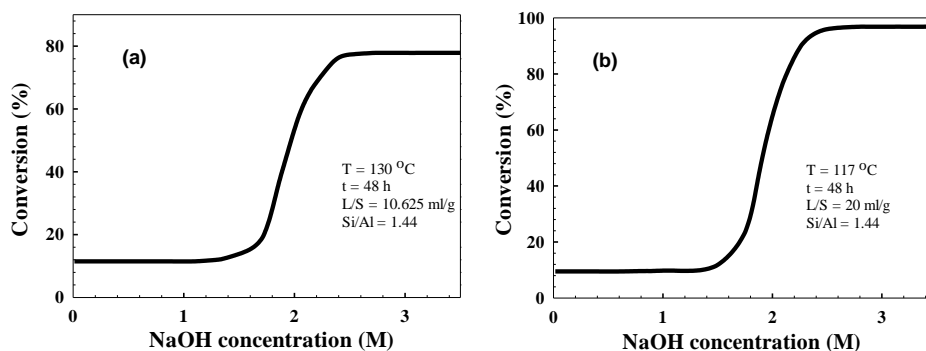 (a)
Conversion (%)
80
60
40
20
0
T = 130 °C
t = 48 h
L/S = 10.625 ml/g
Si/Al = 1.44
0 1 2 3
NaOH concentration (M)
(b)
Conversion (%)
100
80
60
40
20
0
T = 117 °C
t = 48 h
L/S = 20 ml/g
Si/Al = 1.44
0 1 2 3
NaOH concentration (M)